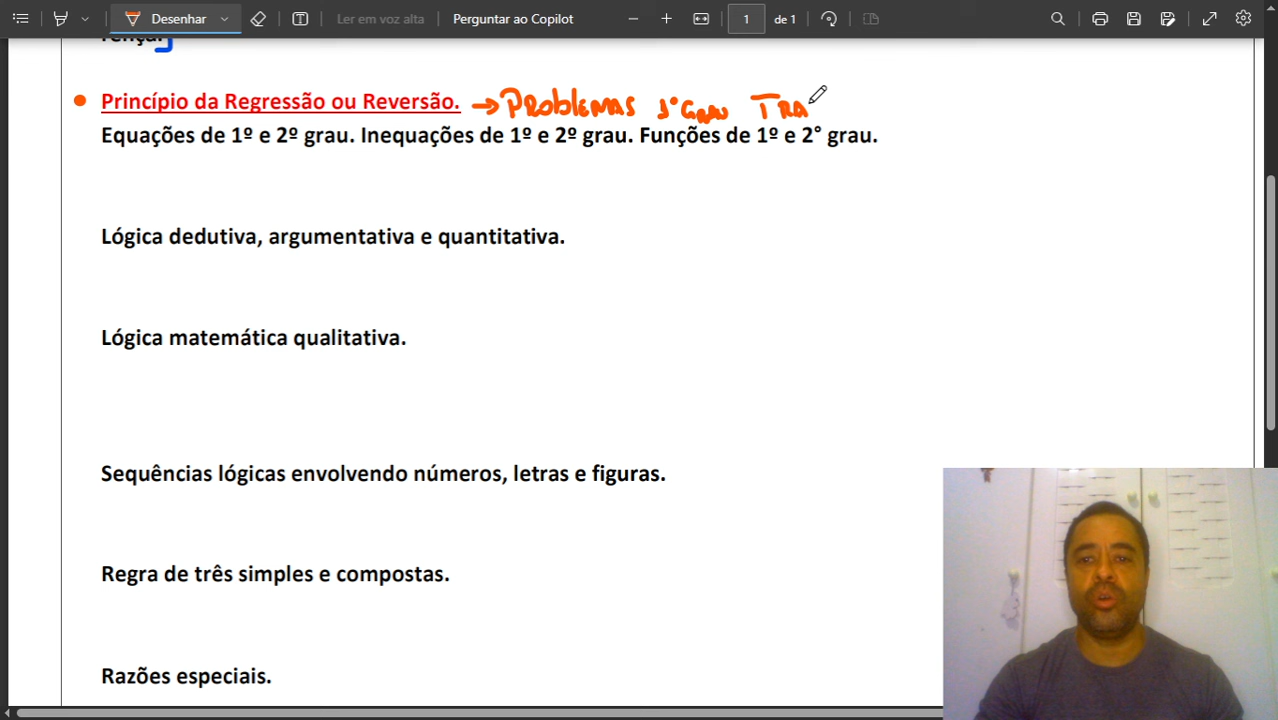 Desenhar
Ler em voz alta
Perguntar ao Copilot
1
de 1
Princípio da Regressão ou Reversão. → PROBLEMAS 1º GRAU TRA
Equações de 1º e 2º grau. Inequações de 1º e 2º grau. Funções de 1º e 2° grau.
Lógica dedutiva, argumentativa e quantitativa.
Lógica matemática qualitativa.
Sequências lógicas envolvendo números, letras e figuras.
Regra de três simples e compostas.
Razões especiais.